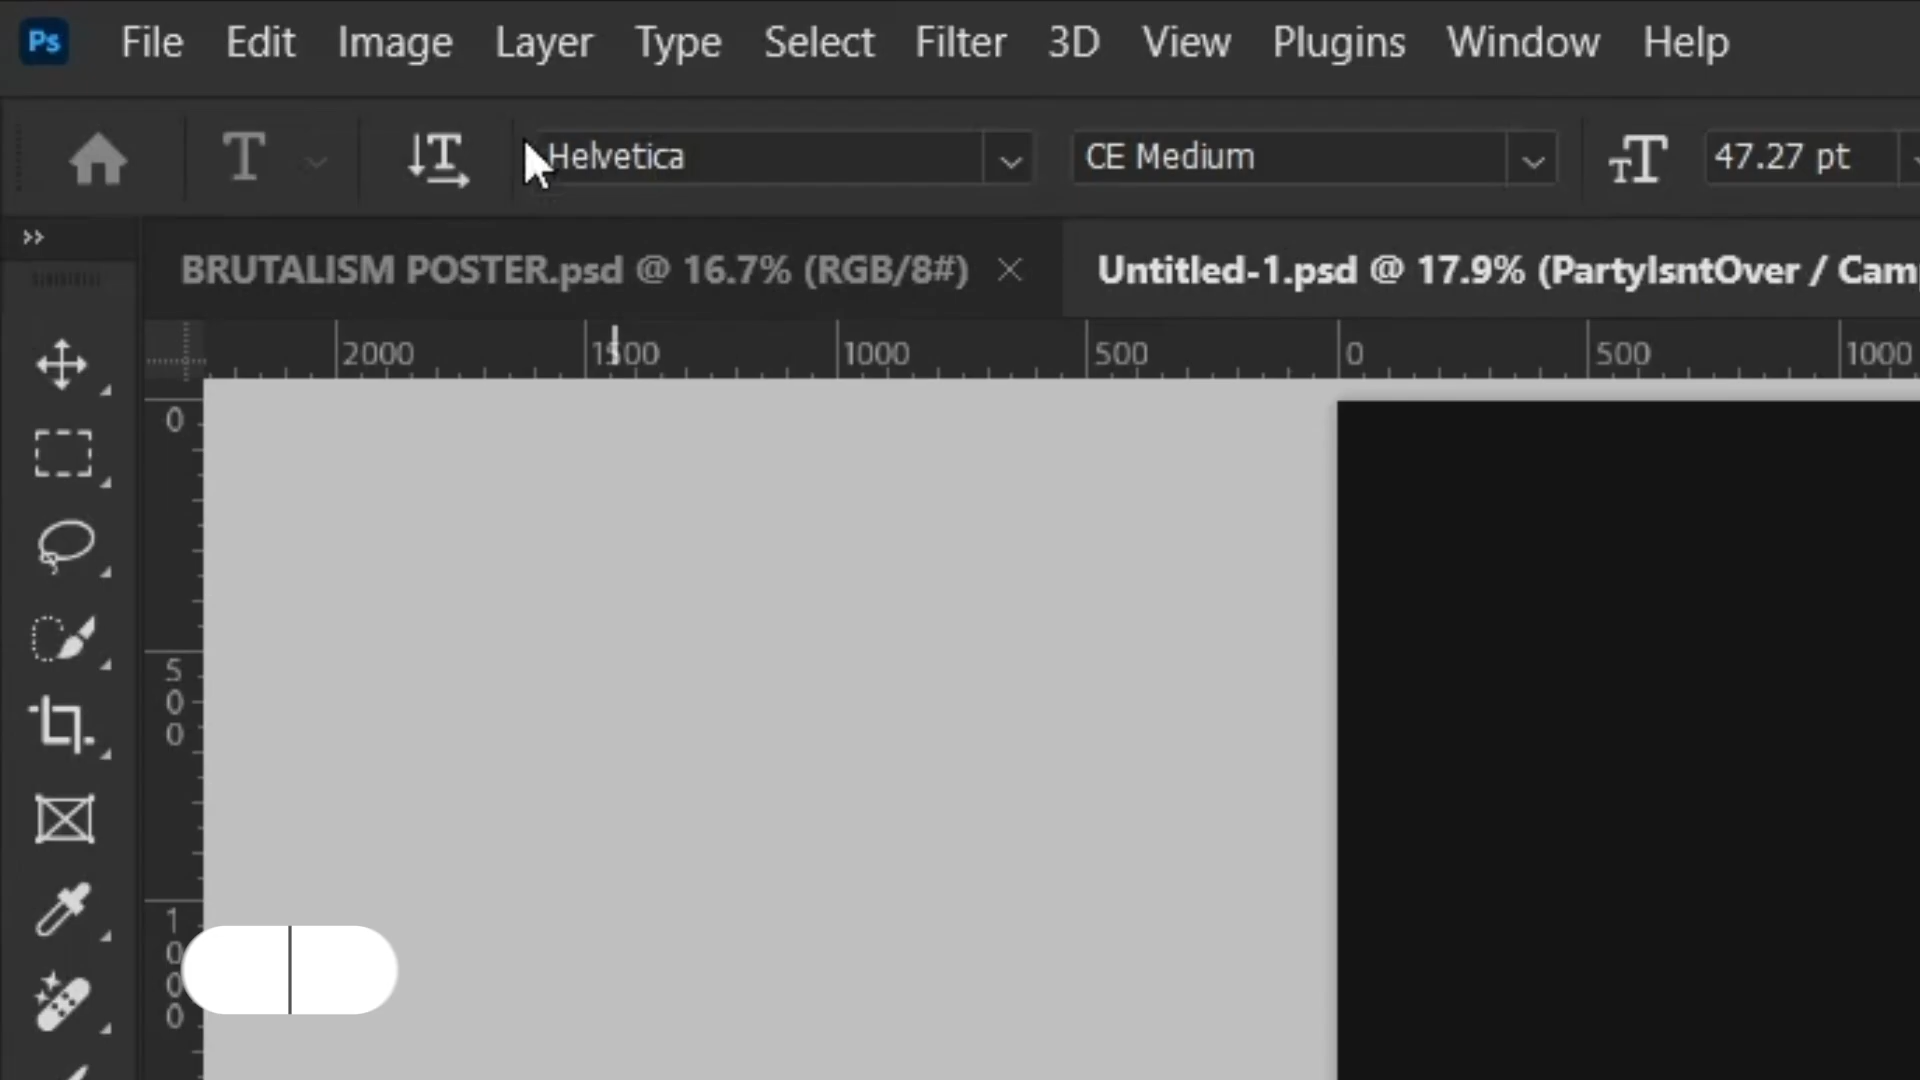 Ps File Edit Image Layer Type Select Filter 3D View Plugins Window Help
Helvetica CE Medium 47.27 pt
BRUTALISM POSTER.psd @ 16.7% (RGB/8#) Untitled-1.psd @ 17.9% (PartyIsntOver / Cam
2000 1500 1000 500 0 500 1000
0
500
1000